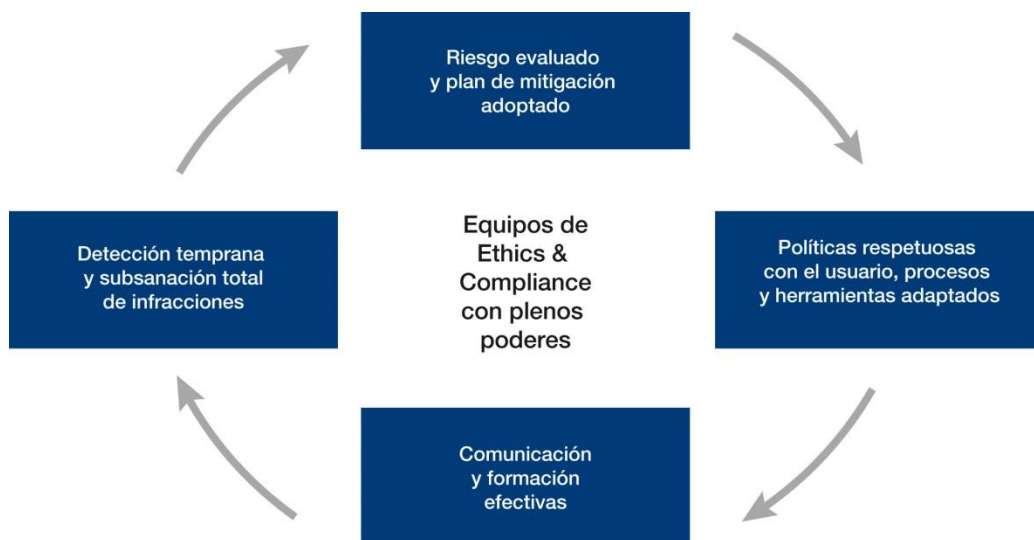 Riesgo evaluado
y plan de mitigación
adoptado
Detección temprana
y subsanación total
de infracciones
Equipos de
Ethics &
Compliance
con plenos
poderes
Políticas respetuosas
con el usuario, procesos
y herramientas adaptados
Comunicación
y formación
efectivas